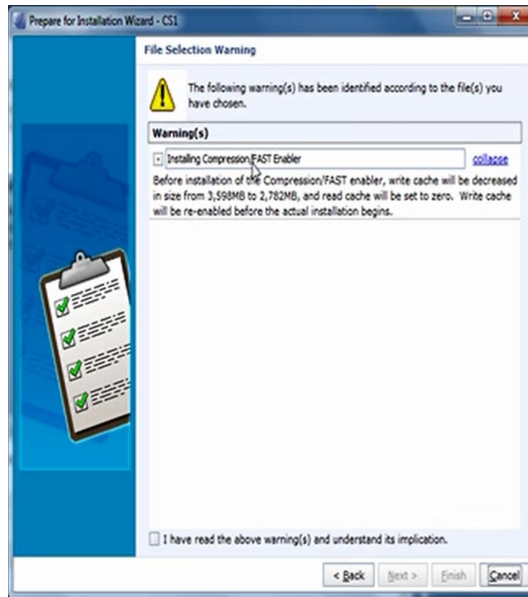 Prepare for Installation Wizard - CS1
File Selection Warning
The following warning(s) has been identified according to the file(s) you
have chosen.
Warning(s)
Installing Compression/FAST Enabler
collapse
Before installation of the Compression/FAST enabler, write cache will be decreased
in size from 3,598MB to 2,782MB, and read cache will be set to zero. Write cache
will be re-enabled before the actual installation begins.
I have read the above warning(s) and understand its implication.
< Back
Next >
Finish
Cancel